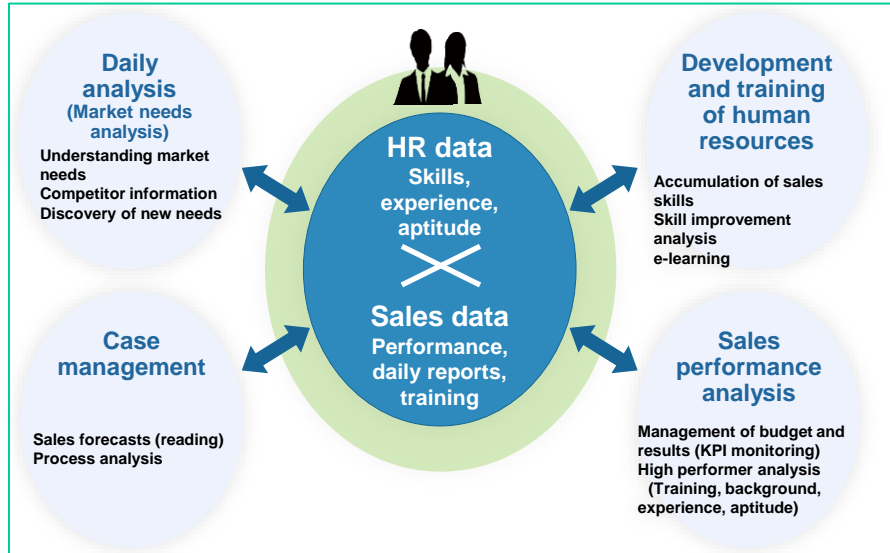 Daily
analysis
(Market needs
analysis)
Understanding market
needs
Competitor information
Discovery of new needs
HR data
Skills,
experience,
aptitude
Sales data
Performance,
daily reports,
training
Development
and training
of human
resources
Accumulation of sales
skills
Skill improvement
analysis
e-learning
Case
management
Sales forecasts (reading)
Process analysis
Sales
performance
analysis
Management of budget and
results (KPI monitoring)
High performer analysis
(Training, background,
experience, aptitude)